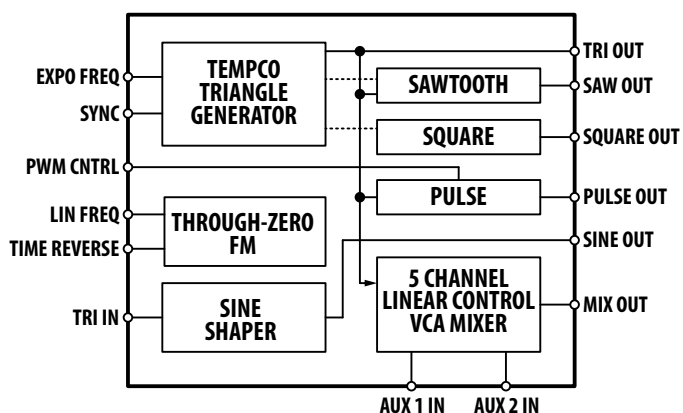 EXPO FREQ
SYNC
PWM CNTRL
LIN FREQ
TIME REVERSE
TRI IN
TEMPCO
TRIANGLE
GENERATOR
THROUGH-ZERO
FM
SINE
SHAPER
SAWTOOTH
SQUARE
PULSE
5 CHANNEL
LINEAR CONTROL
VCA MIXER
TRI OUT
SAW OUT
SQUARE OUT
PULSE OUT
SINE OUT
MIX OUT
AUX 1 IN
AUX 2 IN